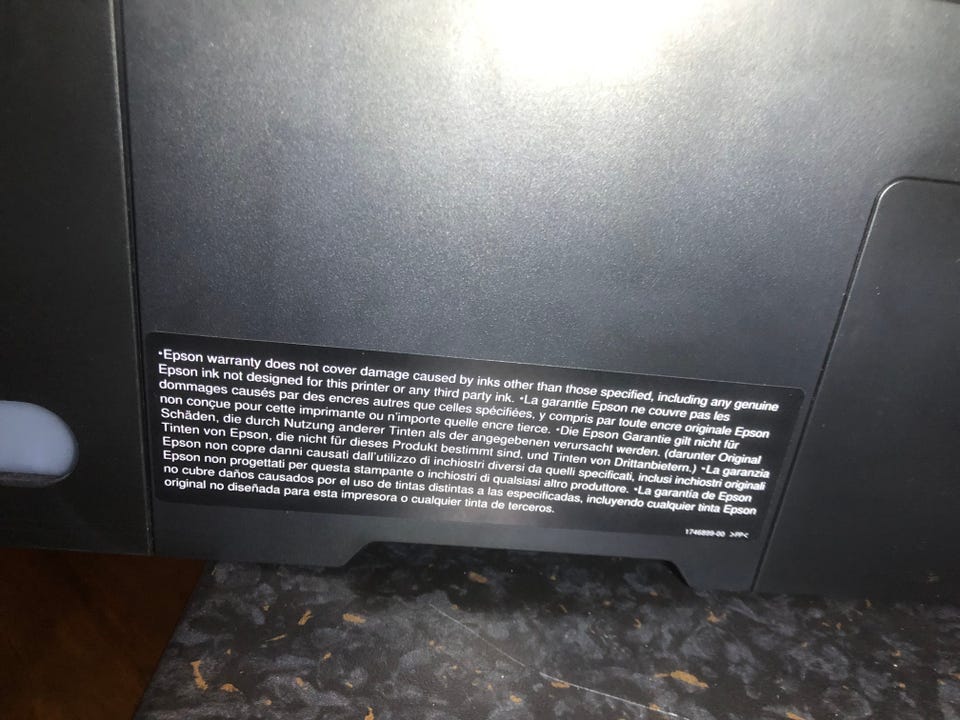 •Epson warranty does not cover damage caused by inks other than those specified, including any genuine
Epson ink not designed for this printer or any third party ink. •La garantie Epson ne couvre pas les
dommages causés par des encres autres que celles spécifiées, y compris par toute encre originale Epson
non conçue pour cette imprimante ou n'importe quelle encre tierce. •Die Epson Garantie gilt nicht für
Schäden, die durch Nutzung anderer Tinten als der angegebenen verursacht werden. (darunter Original
Tinten von Epson, die nicht für dieses Produkt bestimmt sind, und Tinten von Drittanbietern.) •La garanzia
Epson non copre danni causati dall'utilizzo di inchiostri diversi da quelli specificati, inclusi inchiostri originali
Epson non progettati per questa stampante o inchiostri di qualsiasi altro produttore. •La garantía de Epson
no cubre daños causados por el uso de tintas distintas a las especificadas, incluyendo cualquier tinta Epson
original no diseñada para esta impresora o cualquier tinta de terceros.
1746899-00 >PP<